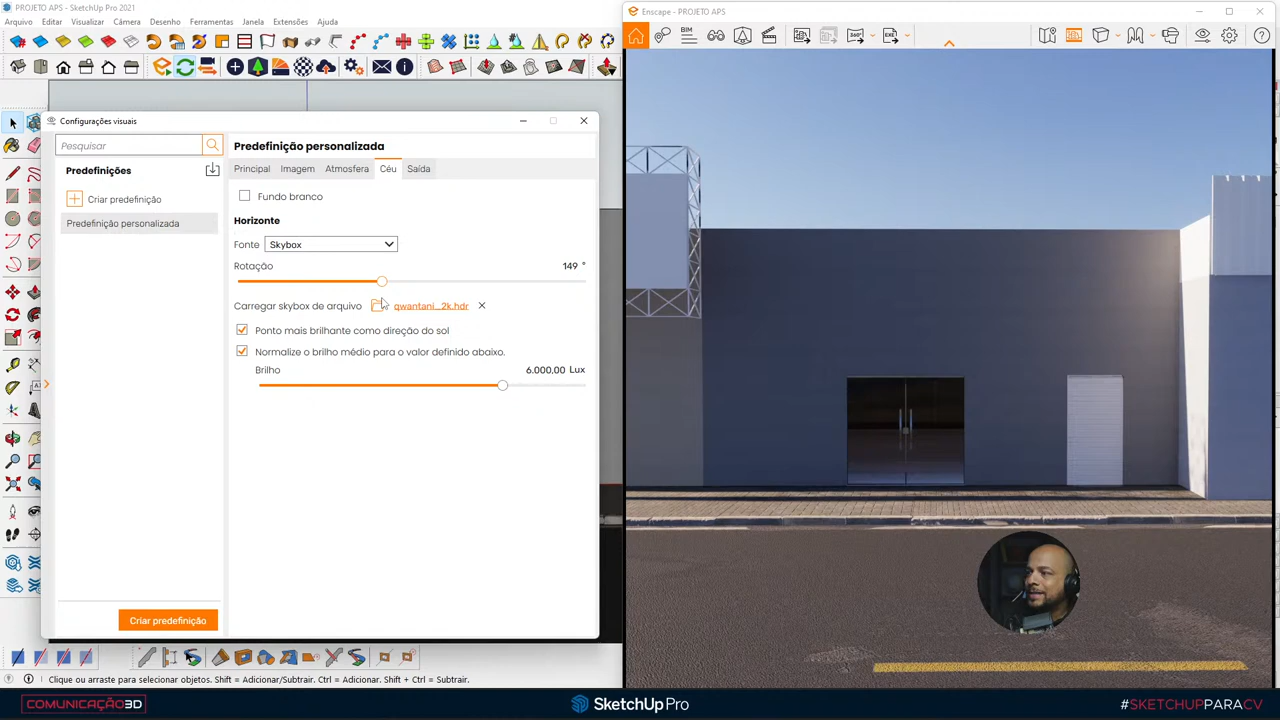 PROJETO APS - SketchUp Pro 2021
Arquivo Editar Visualizar Câmera Desenho Ferramentas Janela Extensões Ajuda
Enscape - PROJETO APS
BIM
360°
EXE
Configurações visuais
Pesquisar
Predefinições
Criar predefinição
Predefinição personalizada
Criar predefinição
Predefinição personalizada
Principal Imagem Atmosfera Céu Saída
Fundo branco
Horizonte
Fonte Skybox
Rotação 149 °
Carregar skybox de arquivo qwantani_2k.hdr
Ponto mais brilhante como direção do sol
Normalize o brilho médio para o valor definido abaixo.
Brilho 6.000,00 Lux
Clique ou arraste para selecionar objetos. Shift = Adicionar/Subtrair. Ctrl = Adicionar. Shift + Ctrl = Subtrair.
COMUNICAÇÃO3D
SketchUp Pro
#SKETCHUPPARACV